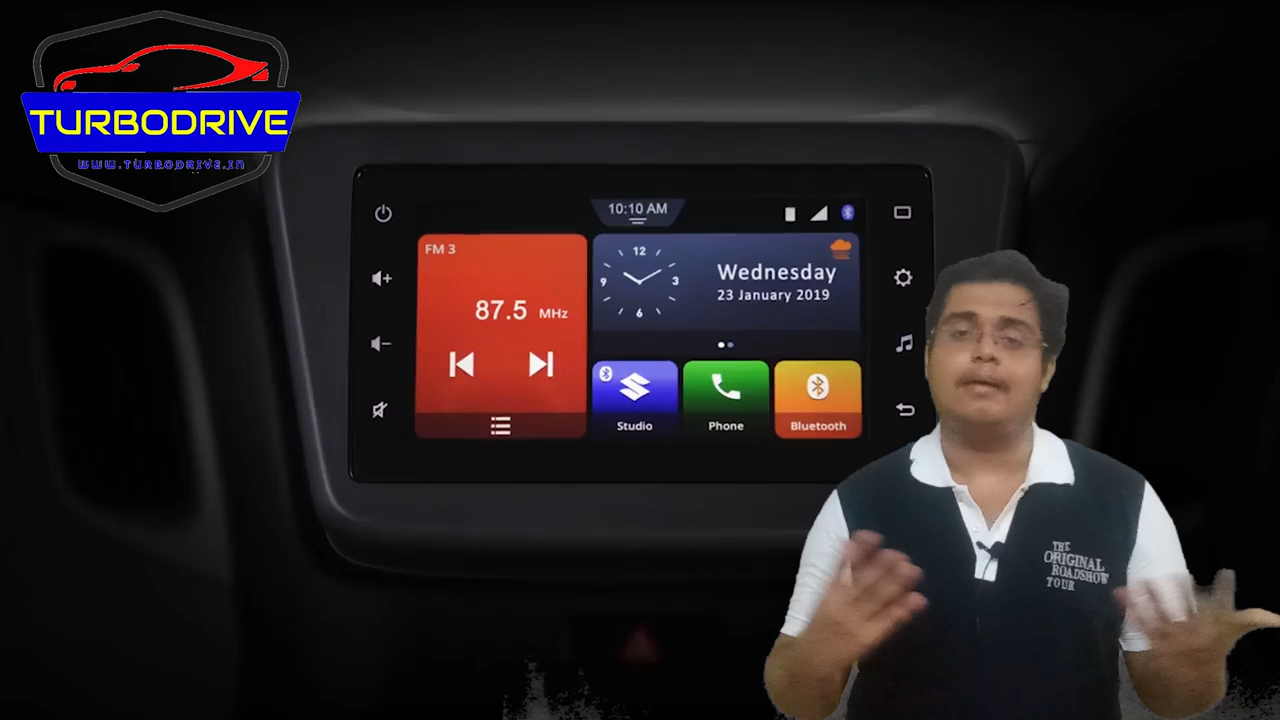 TURBODRIVE
WWW.TURBODRIVE.IN
10:10 AM
FM 3
87.5 MHz
12
3
6
9
Wednesday
23 January 2019
Studio
Phone
Bluetooth
THE
ORIGINAL
ROADSHOW
TOUR